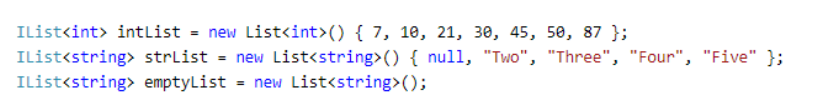 IList<int> intList = new List<int>() { 7, 10, 21, 30, 45, 50, 87 };
IList<string> strList = new List<string>() { null, "Two", "Three", "Four", "Five" };
IList<string> emptyList = new List<string>();